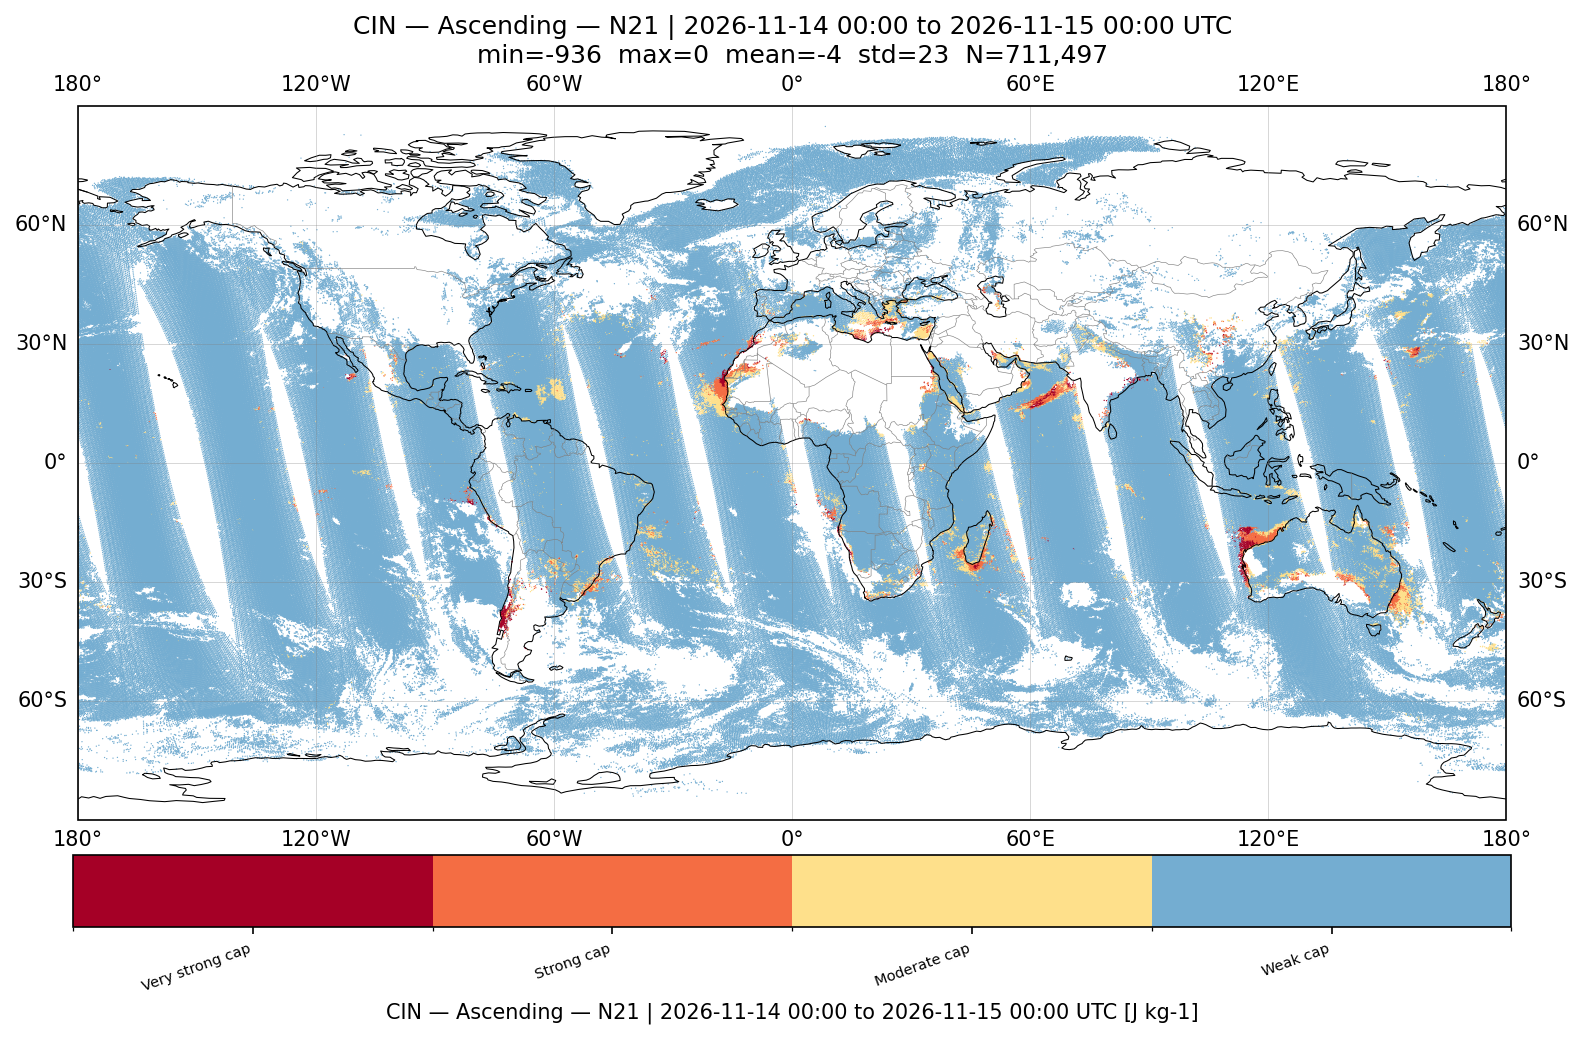 CIN — Ascending — N21 | 2026-11-14 00:00 to 2026-11-15 00:00 UTC
min=-936  max=0  mean=-4  std=23  N=711,497
180° 120°W 60°W 0° 60°E 120°E 180°
60°N 60°N
30°N 30°N
0° 0°
30°S 30°S
60°S 60°S
180° 120°W 60°W 0° 60°E 120°E 180°
Very strong cap Strong cap Moderate cap Weak cap
CIN — Ascending — N21 | 2026-11-14 00:00 to 2026-11-15 00:00 UTC [J kg-1]